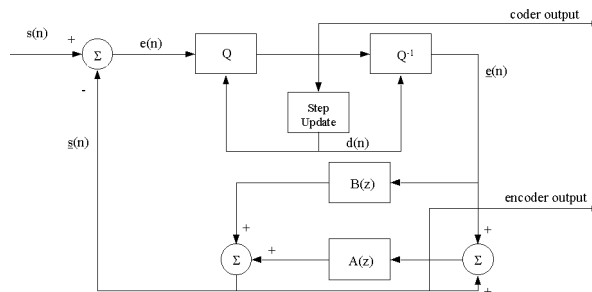 coder output
s(n)
+
Σ
e(n)
Q
Q-1
-
e(n)
Step
Update
s(n)
d(n)
B(z)
encoder output
+
+
+
Σ
A(z)
Σ
+